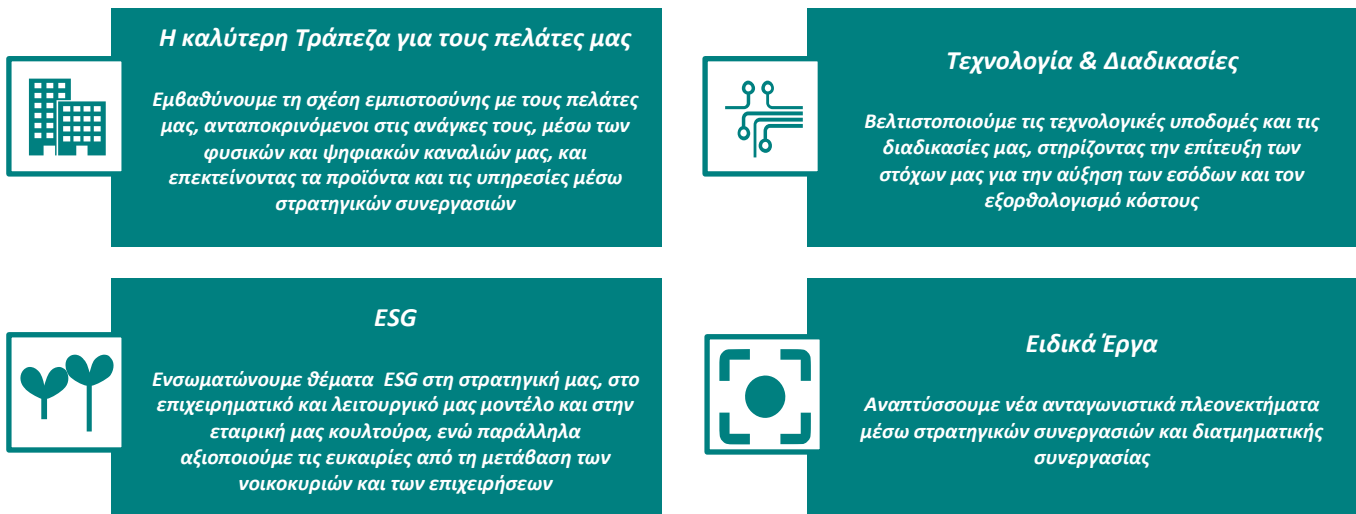 Η καλύτερη Τράπεζα για τους πελάτες μας
Εμβαθύνουμε τη σχέση εμπιστοσύνης με τους πελάτες
μας, ανταποκρινόμενοι στις ανάγκες τους, μέσω των
φυσικών και ψηφιακών καναλιών μας, και
επεκτείνοντας τα προϊόντα και τις υπηρεσίες μέσω
στρατηγικών συνεργασιών
Τεχνολογία & Διαδικασίες
Βελτιστοποιούμε τις τεχνολογικές υποδομές και τις
διαδικασίες μας, στηρίζοντας την επίτευξη των
στόχων μας για την αύξηση των εσόδων και τον
εξορθολογισμό κόστους
ESG
Ενσωματώνουμε θέματα  ESG στη στρατηγική μας, στο
επιχειρηματικό και λειτουργικό μας μοντέλο και στην
εταιρική μας κουλτούρα, ενώ παράλληλα
αξιοποιούμε τις ευκαιρίες από τη μετάβαση των
νοικοκυριών και των επιχειρήσεων
Ειδικά Έργα
Αναπτύσσουμε νέα ανταγωνιστικά πλεονεκτήματα
μέσω στρατηγικών συνεργασιών και διατμηματικής
συνεργασίας